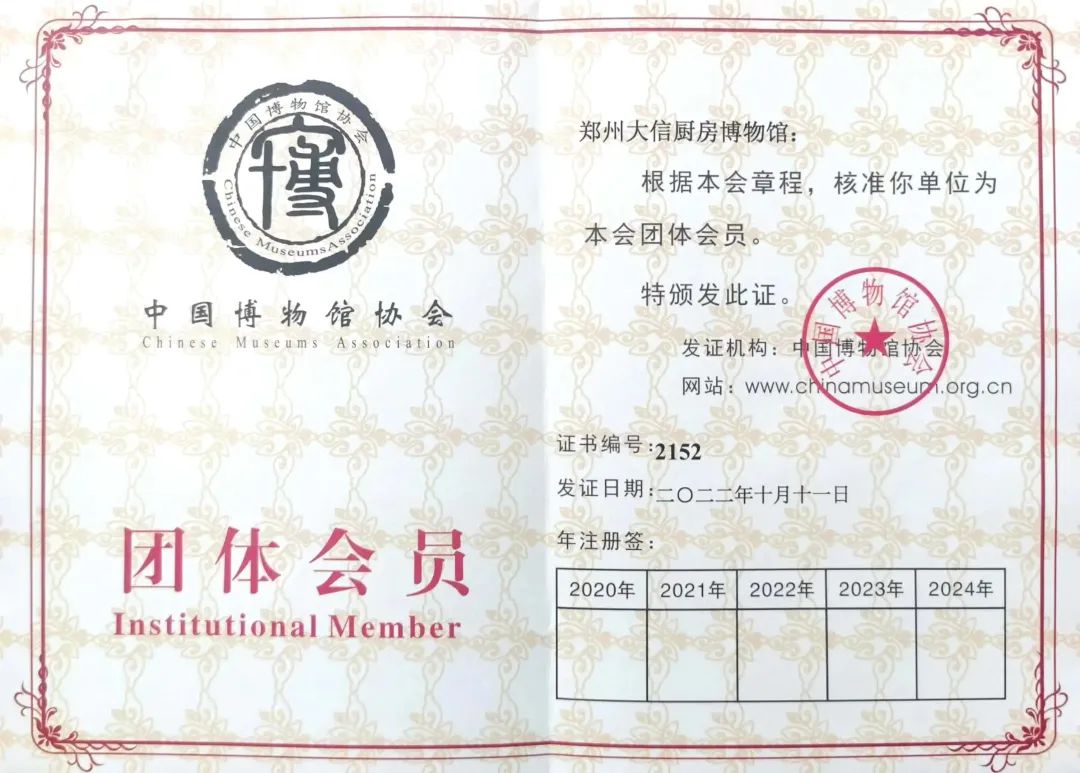 中国博物馆协会
博
Chinese Museums Association
中国博物馆协会
Chinese Museums Association
团体会员
Institutional Member
郑州大信厨房博物馆：
根据本会章程，核准你单位为
本会团体会员。
特颁发此证。
中国博物馆协会
发证机构：中国博物馆协会
网站：www.chinamuseum.org.cn
证书编号：2152
发证日期：二〇二二年十月十一日
年注册签：
2020年 2021年 2022年 2023年 2024年